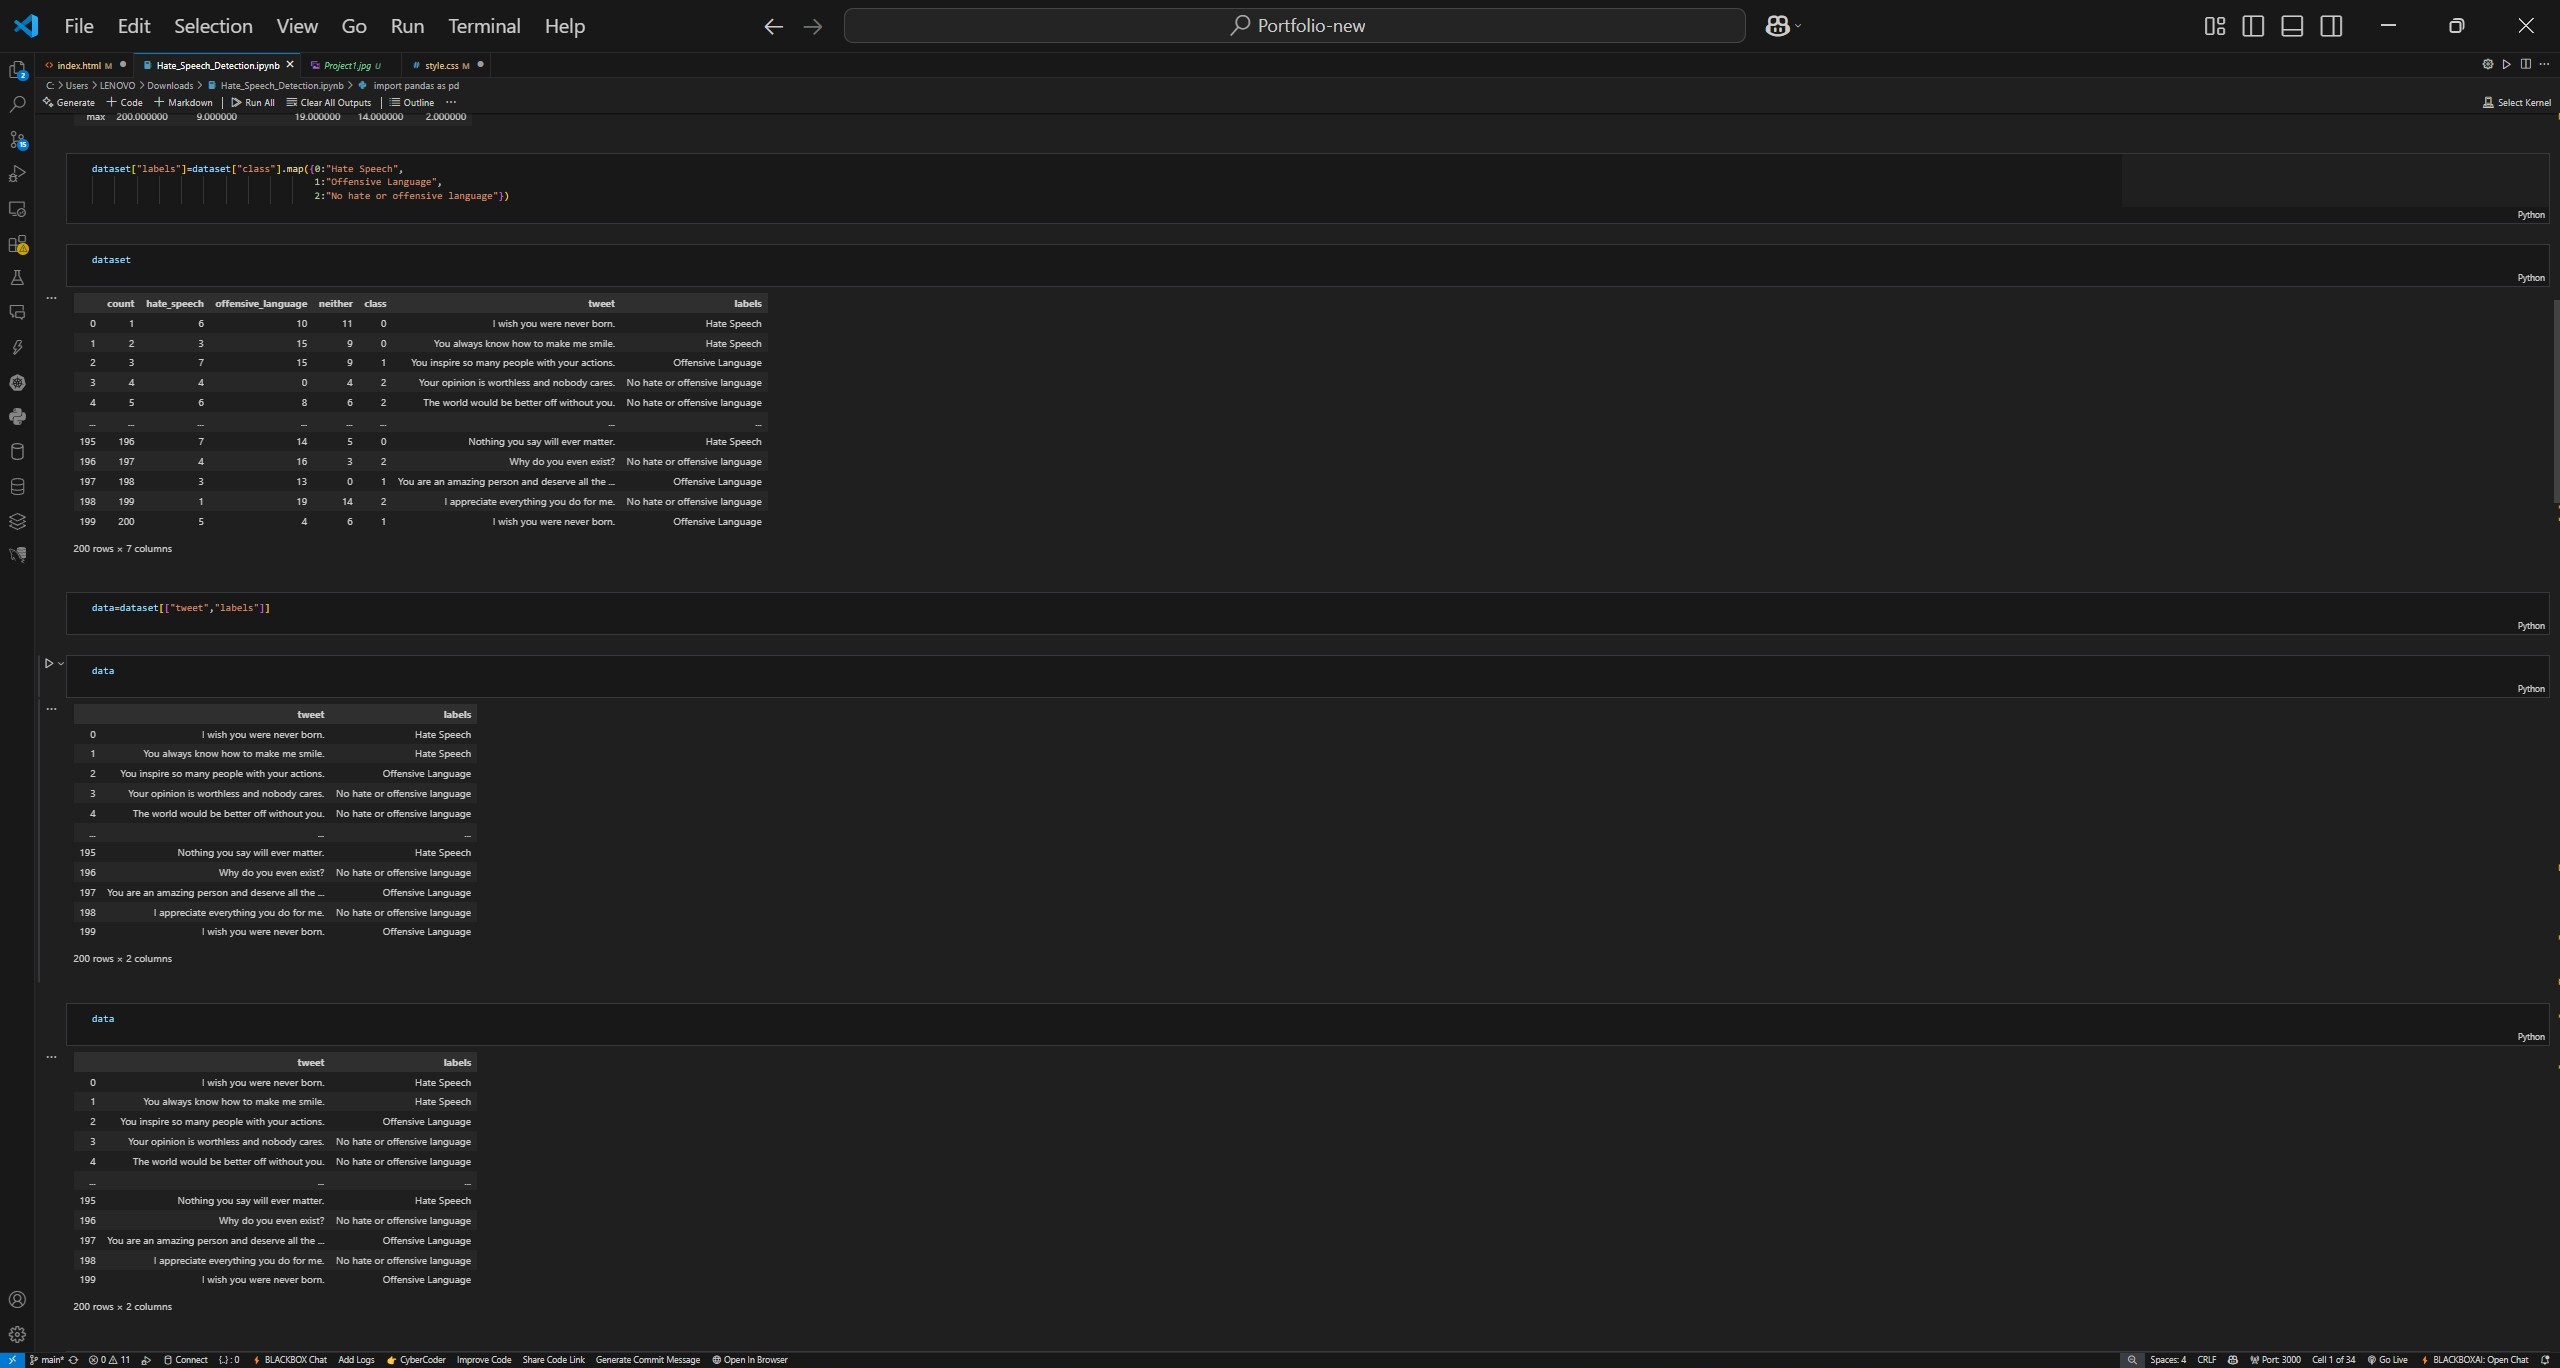 File Edit Selection View Go Run Terminal Help Portfolio-new
index.html M Hate_Speech_Detection.ipynb Project1.jpg U style.css M
C: > Users > LENOVO > Downloads > Hate_Speech_Detection.ipynb > import pandas as pd
Generate + Code + Markdown | Run All Clear All Outputs | Outline ... Select Kernel
max 200.000000 9.000000 19.000000 14.000000 2.000000
dataset["labels"]=dataset["class"].map({0:"Hate Speech",
1:"Offensive Language",
2:"No hate or offensive language"})
Python
dataset
Python
count hate_speech offensive_language neither class tweet labels
0 1 6 10 11 0 I wish you were never born. Hate Speech
1 2 3 15 9 0 You always know how to make me smile. Hate Speech
2 3 7 15 9 1 You inspire so many people with your actions. Offensive Language
3 4 4 0 4 2 Your opinion is worthless and nobody cares. No hate or offensive language
4 5 6 8 6 2 The world would be better off without you. No hate or offensive language
... ... ... ... ... ... ... ...
195 196 7 14 5 0 Nothing you say will ever matter. Hate Speech
196 197 4 16 3 2 Why do you even exist? No hate or offensive language
197 198 3 13 0 1 You are an amazing person and deserve all the ... Offensive Language
198 199 1 19 14 2 I appreciate everything you do for me. No hate or offensive language
199 200 5 4 6 1 I wish you were never born. Offensive Language
200 rows × 7 columns
data=dataset[["tweet","labels"]]
Python
data
Python
tweet labels
0 I wish you were never born. Hate Speech
1 You always know how to make me smile. Hate Speech
2 You inspire so many people with your actions. Offensive Language
3 Your opinion is worthless and nobody cares. No hate or offensive language
4 The world would be better off without you. No hate or offensive language
... ... ...
195 Nothing you say will ever matter. Hate Speech
196 Why do you even exist? No hate or offensive language
197 You are an amazing person and deserve all the ... Offensive Language
198 I appreciate everything you do for me. No hate or offensive language
199 I wish you were never born. Offensive Language
200 rows × 2 columns
data
Python
tweet labels
0 I wish you were never born. Hate Speech
1 You always know how to make me smile. Hate Speech
2 You inspire so many people with your actions. Offensive Language
3 Your opinion is worthless and nobody cares. No hate or offensive language
4 The world would be better off without you. No hate or offensive language
... ... ...
195 Nothing you say will ever matter. Hate Speech
196 Why do you even exist? No hate or offensive language
197 You are an amazing person and deserve all the ... Offensive Language
198 I appreciate everything you do for me. No hate or offensive language
199 I wish you were never born. Offensive Language
200 rows × 2 columns
main* 0 11 Connect {..} : 0 BLACKBOX Chat Add Logs CyberCoder Improve Code Share Code Link Generate Commit Message Open In Browser Spaces: 4 CRLF Port: 3000 Cell 1 of 34 Go Live BLACKBOXAI: Open Chat